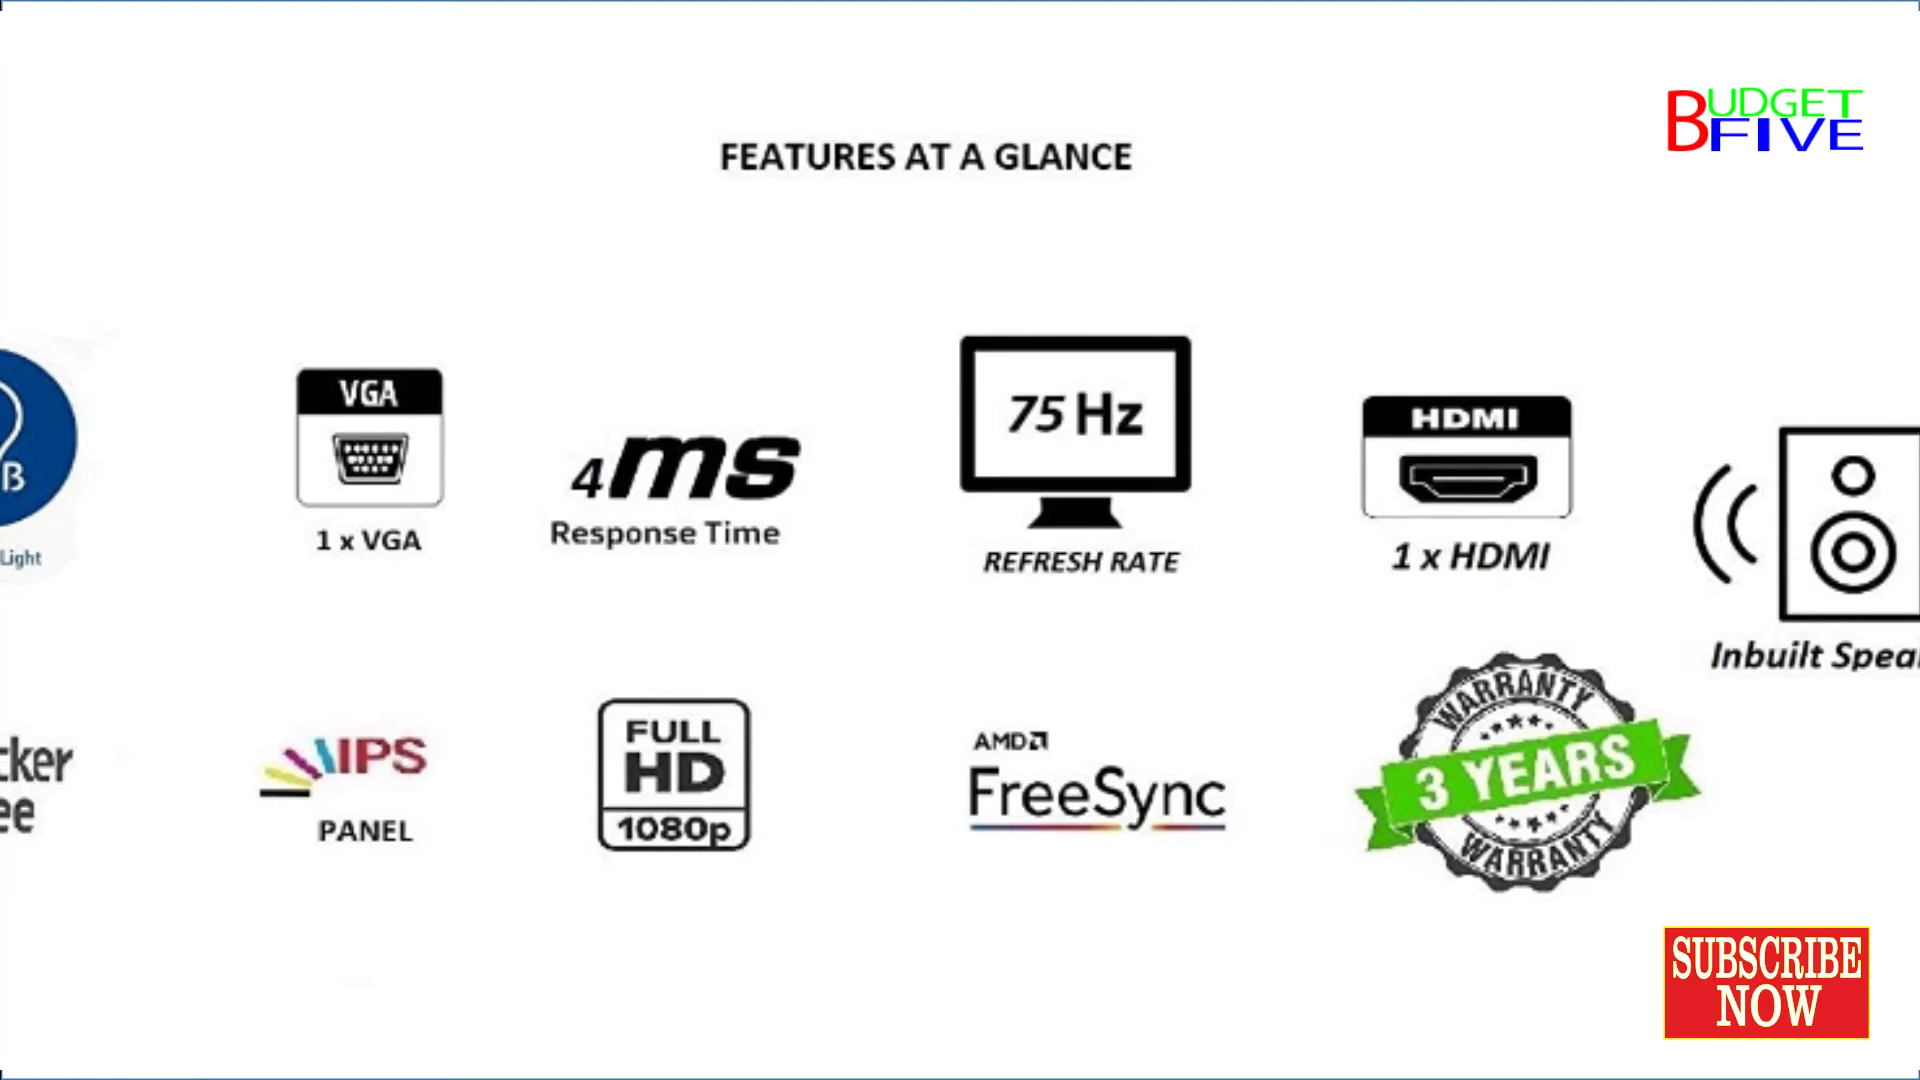 BUDGET
FIVE
FEATURES AT A GLANCE
VGA
1 x VGA
4ms
Response Time
75 Hz
REFRESH RATE
HDMI
1 x HDMI
Inbuilt
Light
IPS
PANEL
FULL
HD
1080p
AMD
FreeSync
WARRANTY
3 YEARS
WARRANTY
SUBSCRIBE
NOW